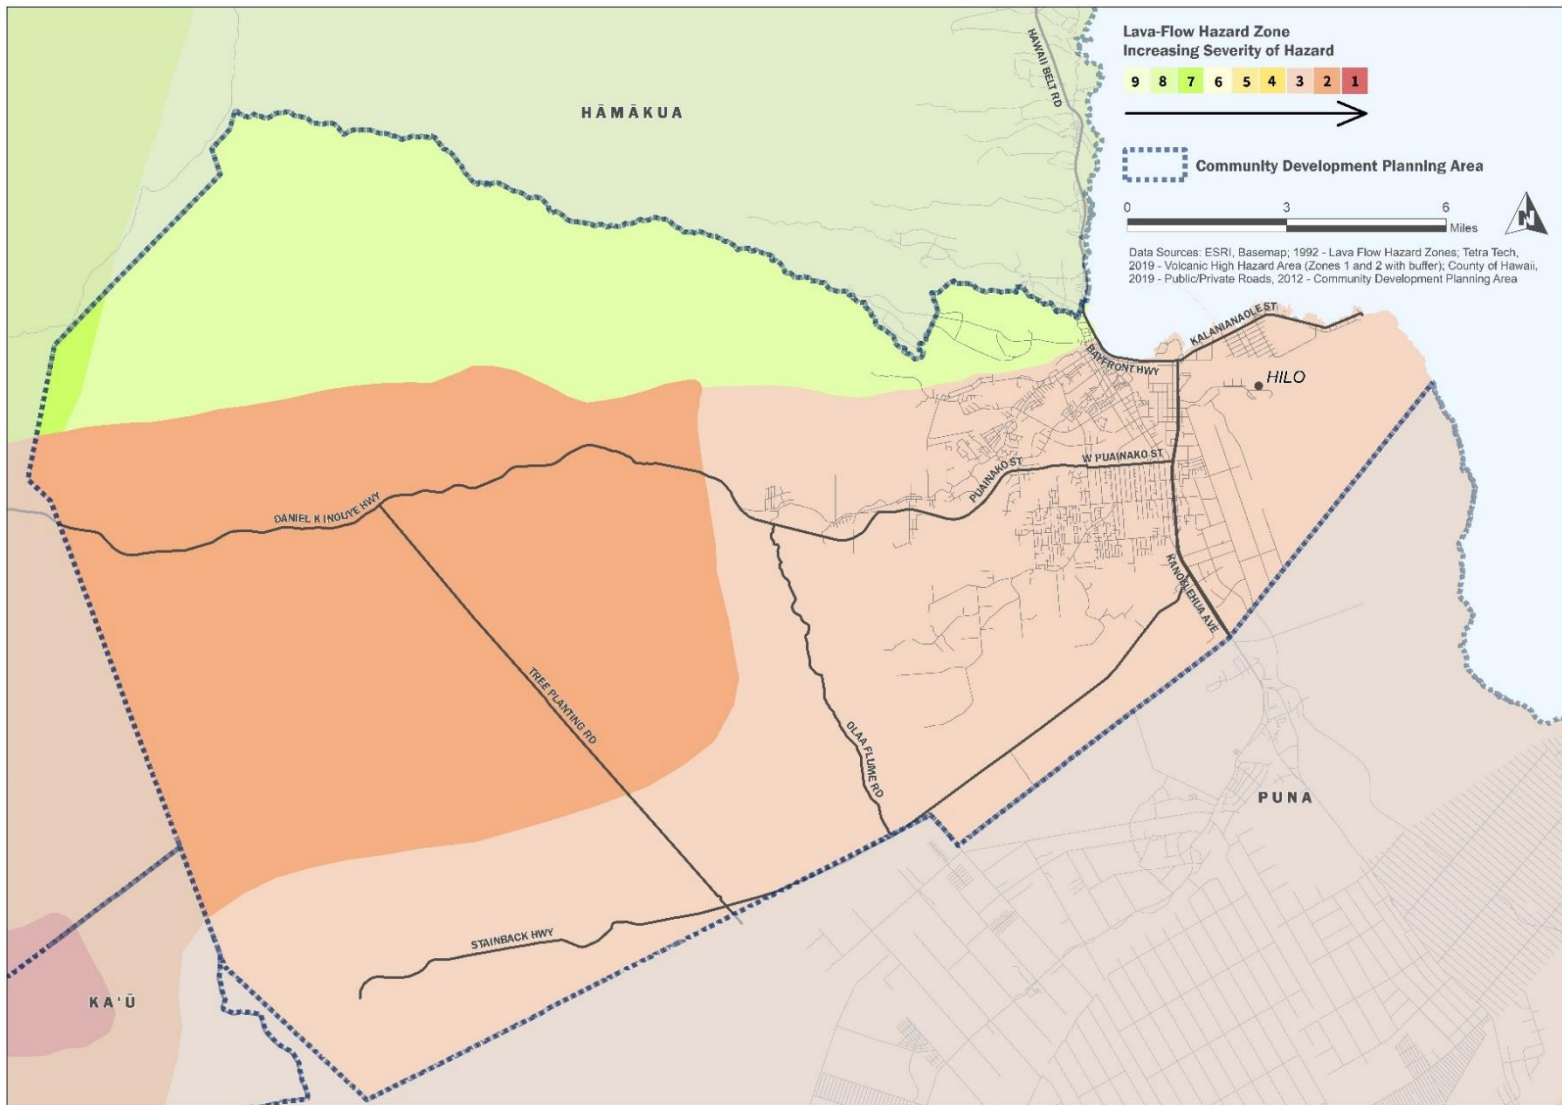 Lava-Flow Hazard Zone
Increasing Severity of Hazard
9 8 7 6 5 4 3 2 1
Community Development Planning Area
0 3 6
Miles
N
Data Sources: ESRI, Basemap; 1992 - Lava Flow Hazard Zones; Tetra Tech,
2019 - Volcanic High Hazard Area (Zones 1 and 2 with buffer); County of Hawaii,
2019 - Public/Private Roads, 2012 - Community Development Planning Area
HAWAII BELT RD
HĀMĀKUA
KALANIANAOLE ST
BAYFRONT HWY
HILO
W PUAINAKO ST
PUAINAKO ST
DANIEL K INOUYE HWY
KANOELEHUA AVE
TREE PLANTING RD
OLAA FLUME RD
PUNA
STAINBACK HWY
KA'Ū